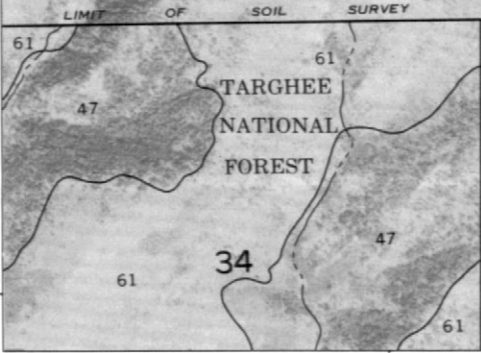 LIMIT OF SOIL SURVEY
61
61
TARGHEE
47
NATIONAL
FOREST
47
34
61
61